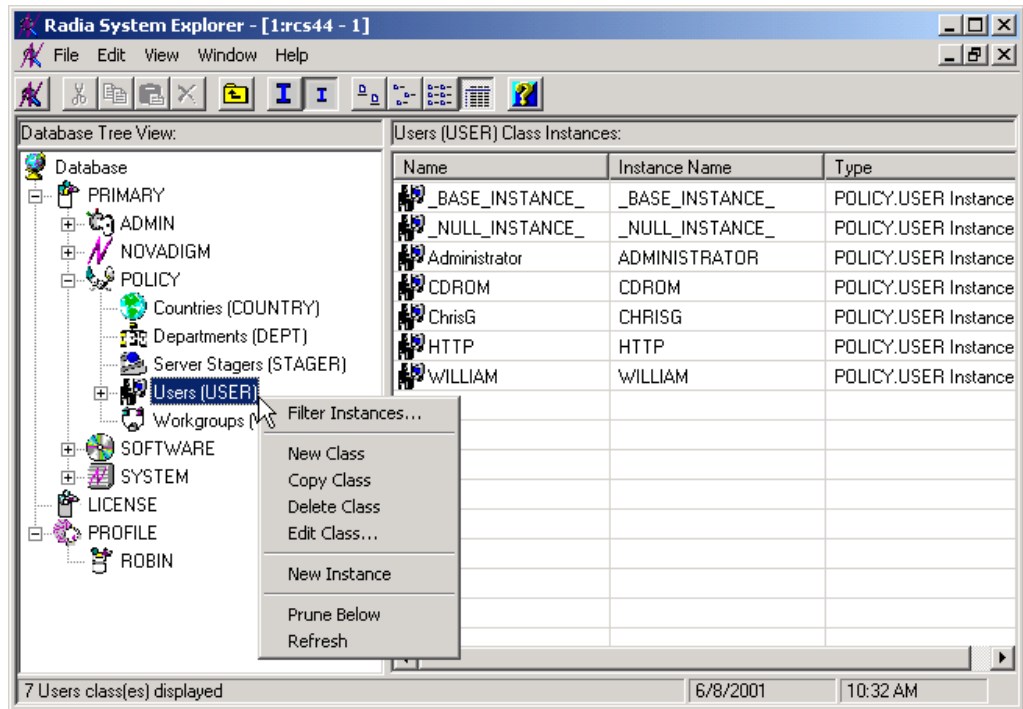 Radia System Explorer - [1:rcs44 - 1]
File Edit View Window Help
Database Tree View:
Users (USER) Class Instances:
Database
PRIMARY
ADMIN
NOVADIGM
POLICY
Countries (COUNTRY)
Departments (DEPT)
Server Stagers (STAGER)
Users (USER)
Workgroups (
SOFTWARE
SYSTEM
LICENSE
PROFILE
ROBIN
Name Instance Name Type
_BASE_INSTANCE_ _BASE_INSTANCE_ POLICY.USER Instance
_NULL_INSTANCE_ _NULL_INSTANCE_ POLICY.USER Instance
Administrator ADMINISTRATOR POLICY.USER Instance
CDROM CDROM POLICY.USER Instance
ChrisG CHRISG POLICY.USER Instance
HTTP HTTP POLICY.USER Instance
WILLIAM WILLIAM POLICY.USER Instance
Filter Instances...
New Class
Copy Class
Delete Class
Edit Class...
New Instance
Prune Below
Refresh
7 Users class(es) displayed 6/8/2001 10:32 AM